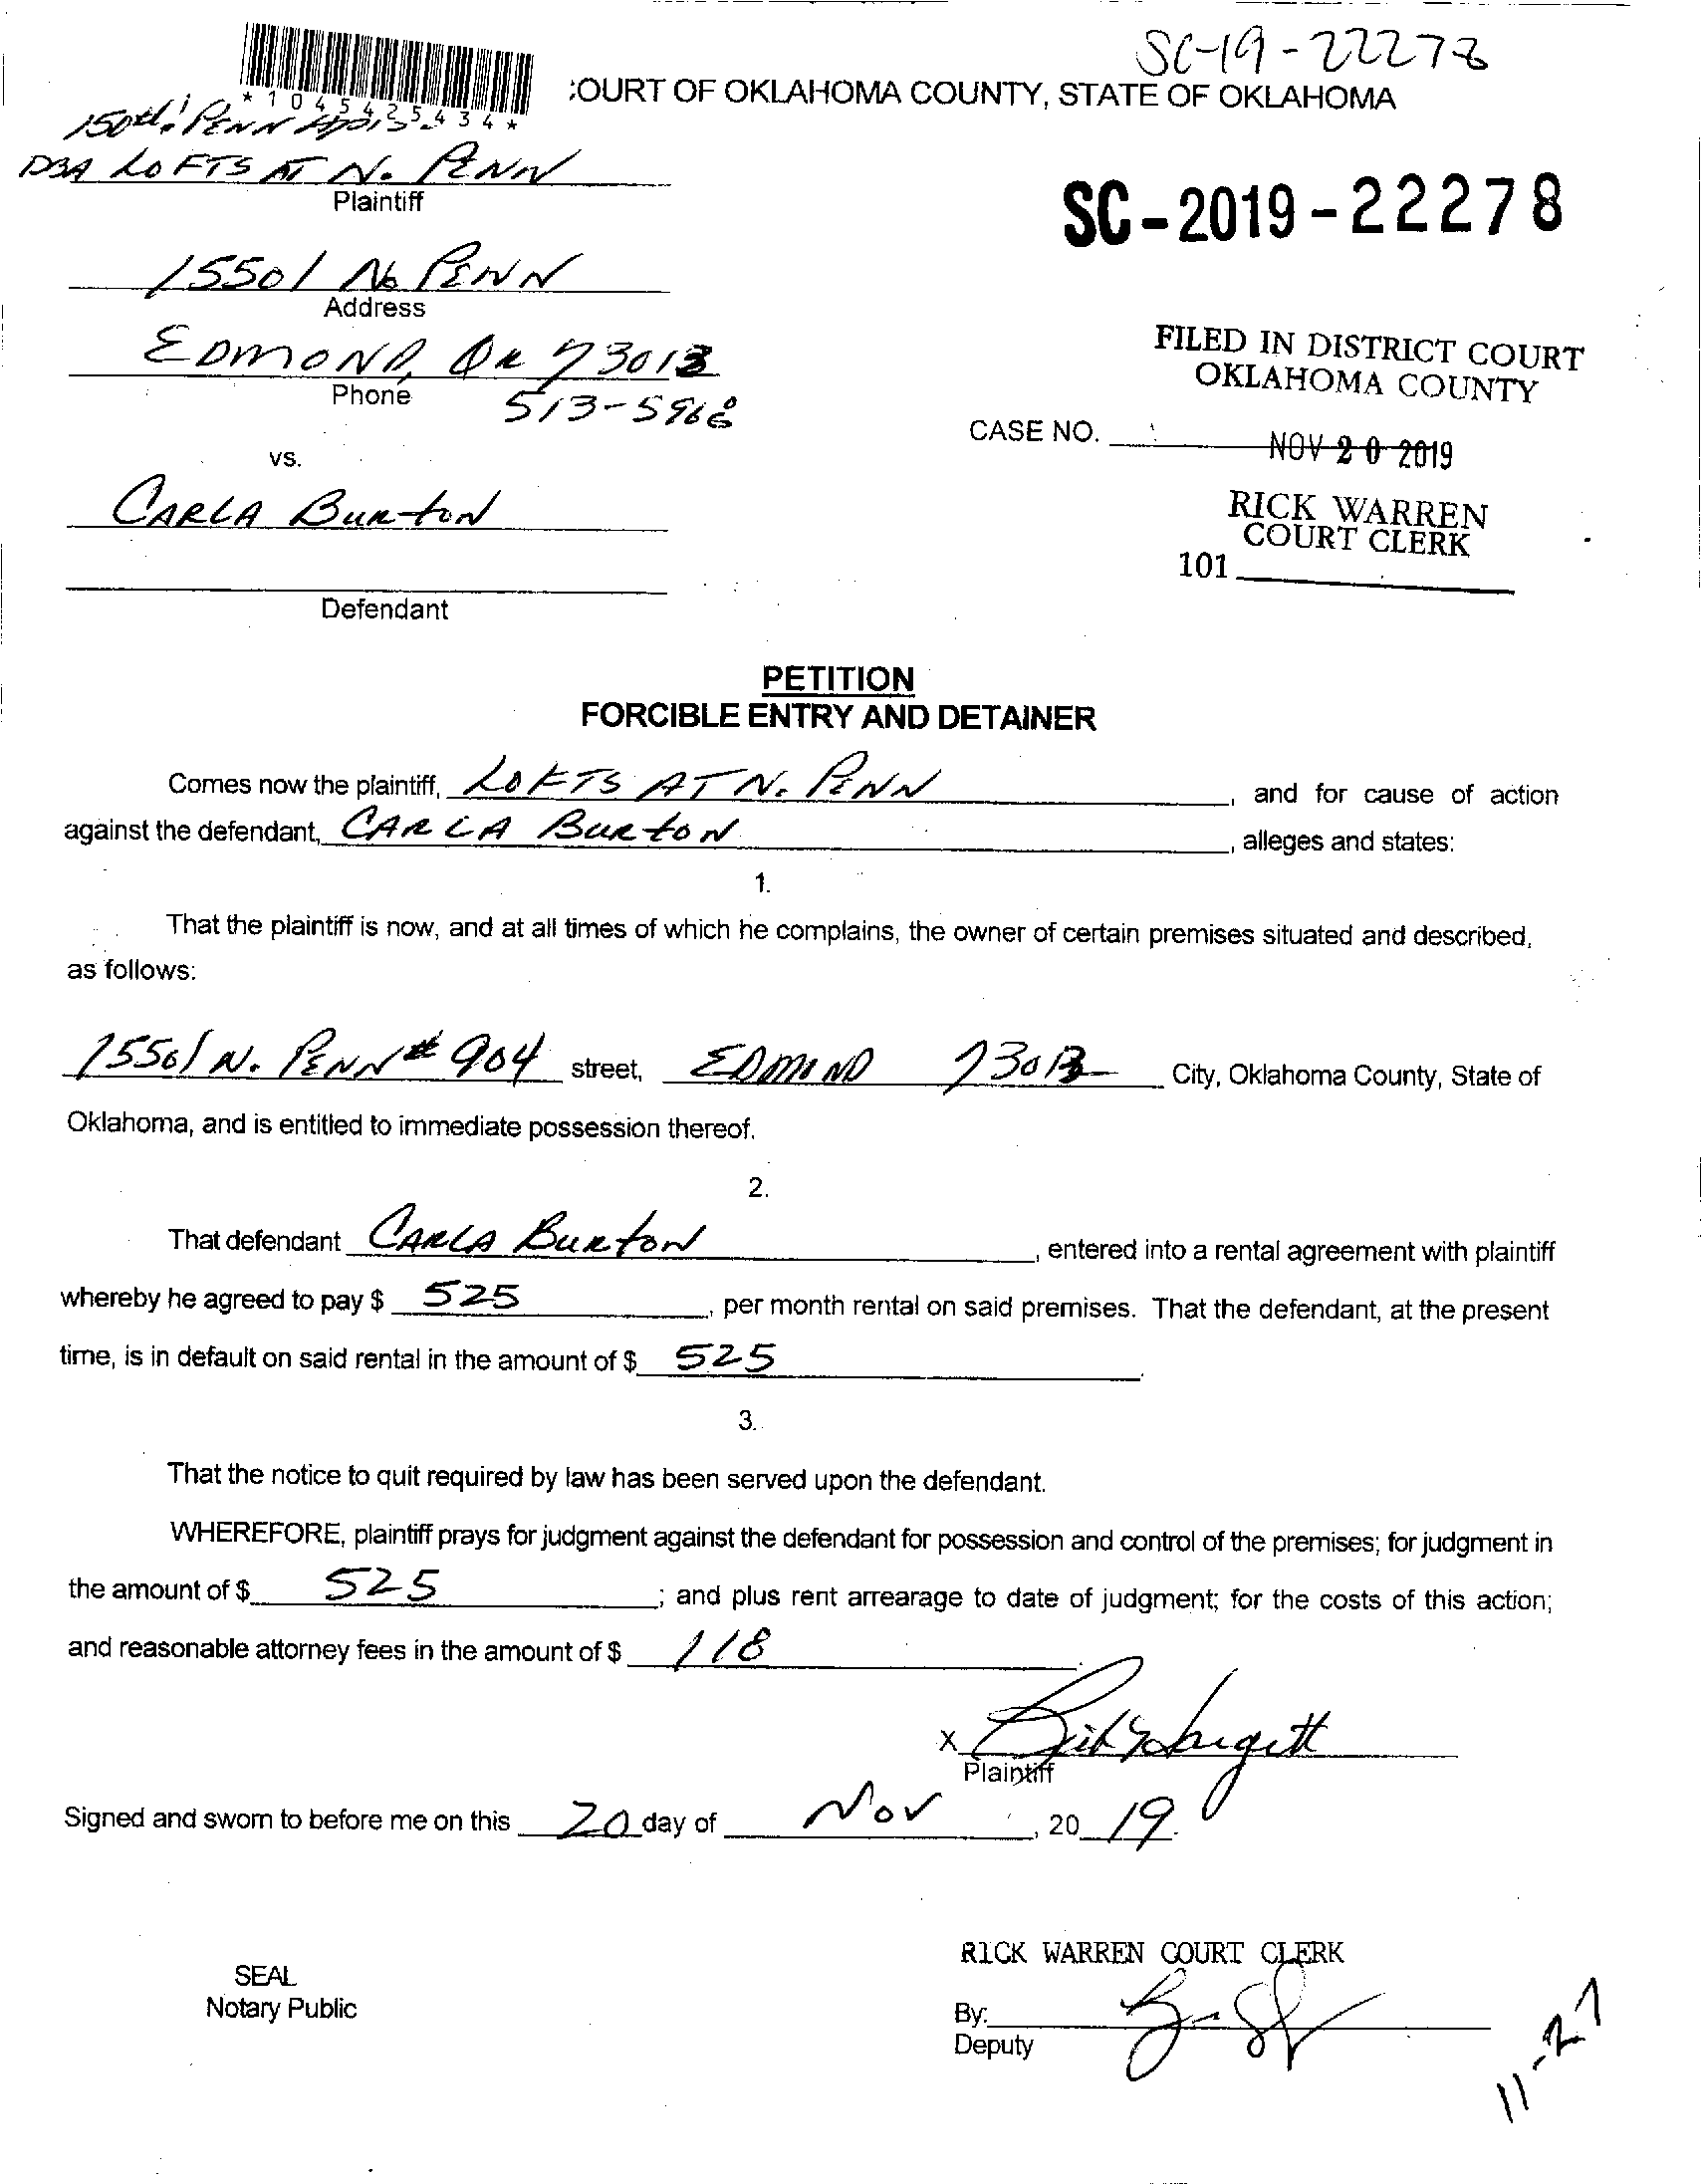 SC-19-22278
*1045425434*
COURT OF OKLAHOMA COUNTY, STATE OF OKLAHOMA
150th & PENN
DBA LOFTS AT N. PENN
Plaintiff
SC-2019-22278
15501 N. PENN
Address
FILED IN DISTRICT COURT
OKLAHOMA COUNTY
EDMOND, OK 73013
Phone
513-5968
CASE NO.
NOV 20 2019
vs.
CARLA BURTON
RICK WARREN
COURT CLERK
101
Defendant
PETITION
FORCIBLE ENTRY AND DETAINER
Comes now the plaintiff, LOFTS AT N. PENN, and for cause of action
against the defendant, CARLA BURTON, alleges and states:
1.
That the plaintiff is now, and at all times of which he complains, the owner of certain premises situated and described,
as follows:
15501 N. PENN # 904 street, EDMOND 73013 City, Oklahoma County, State of
Oklahoma, and is entitled to immediate possession thereof.
2.
That defendant CARLA BURTON, entered into a rental agreement with plaintiff
whereby he agreed to pay $ 525, per month rental on said premises. That the defendant, at the present
time, is in default on said rental in the amount of $ 525.
3.
That the notice to quit required by law has been served upon the defendant.
WHEREFORE, plaintiff prays for judgment against the defendant for possession and control of the premises; for judgment in
the amount of $ 525; and plus rent arrearage to date of judgment; for the costs of this action;
and reasonable attorney fees in the amount of $ 118.
X
Plaintiff
Signed and sworn to before me on this 20 day of Nov, 20 19.
RICK WARREN COURT CLERK
SEAL
Notary Public
By:
Deputy
11-27